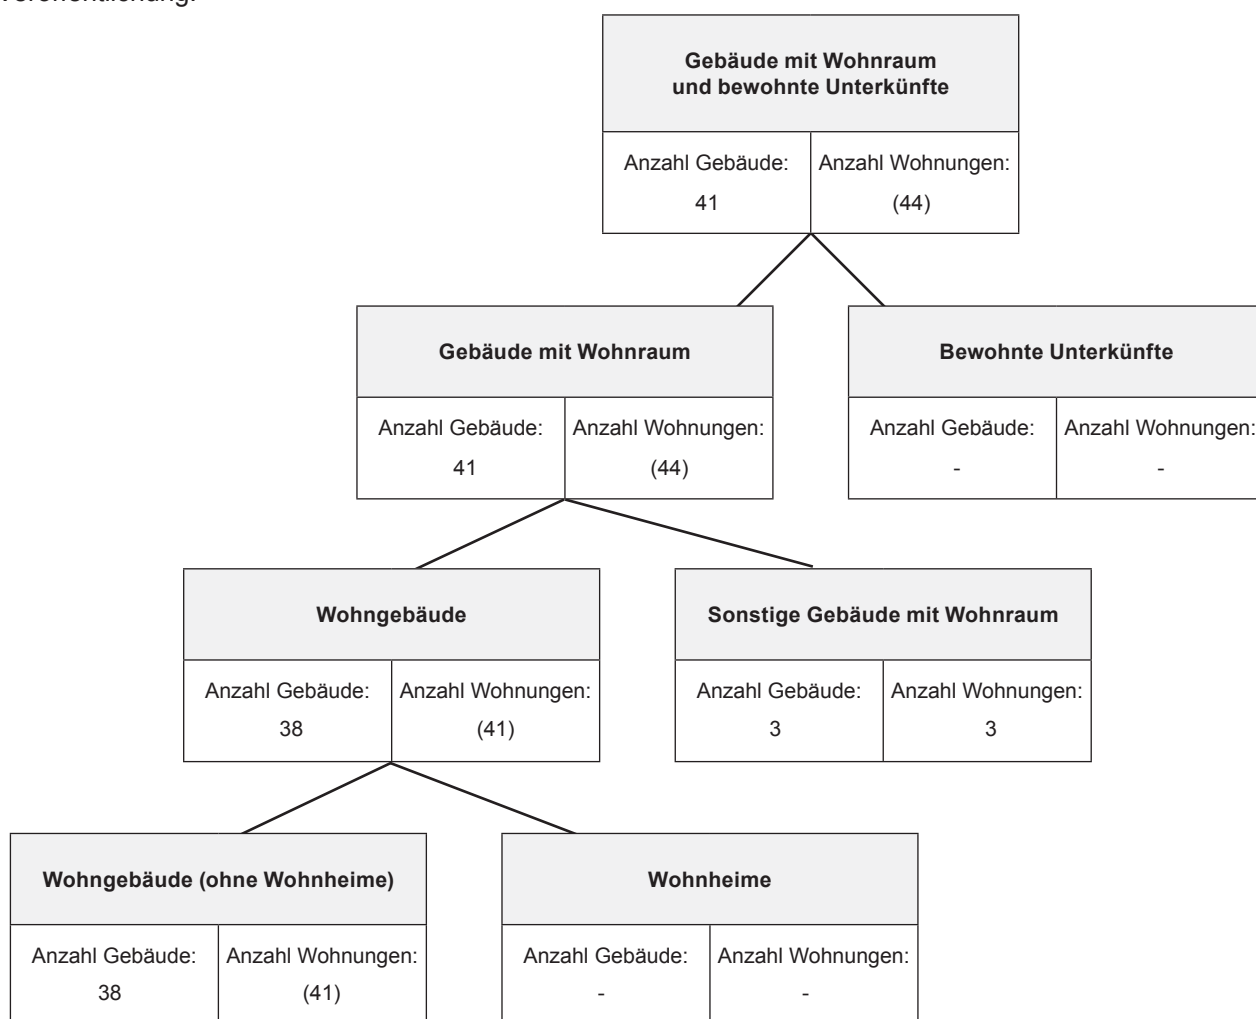 Veröffentlichung.
Gebäude mit Wohnraum
und bewohnte Unterkünfte
Anzahl Gebäude: Anzahl Wohnungen:
41 (44)
Gebäude mit Wohnraum Bewohnte Unterkünfte
Anzahl Gebäude: Anzahl Wohnungen: Anzahl Gebäude: Anzahl Wohnungen:
41 (44) - -
Wohngebäude Sonstige Gebäude mit Wohnraum
Anzahl Gebäude: Anzahl Wohnungen: Anzahl Gebäude: Anzahl Wohnungen:
38 (41) 3 3
Wohngebäude (ohne Wohnheime) Wohnheime
Anzahl Gebäude: Anzahl Wohnungen: Anzahl Gebäude: Anzahl Wohnungen:
38 (41) - -